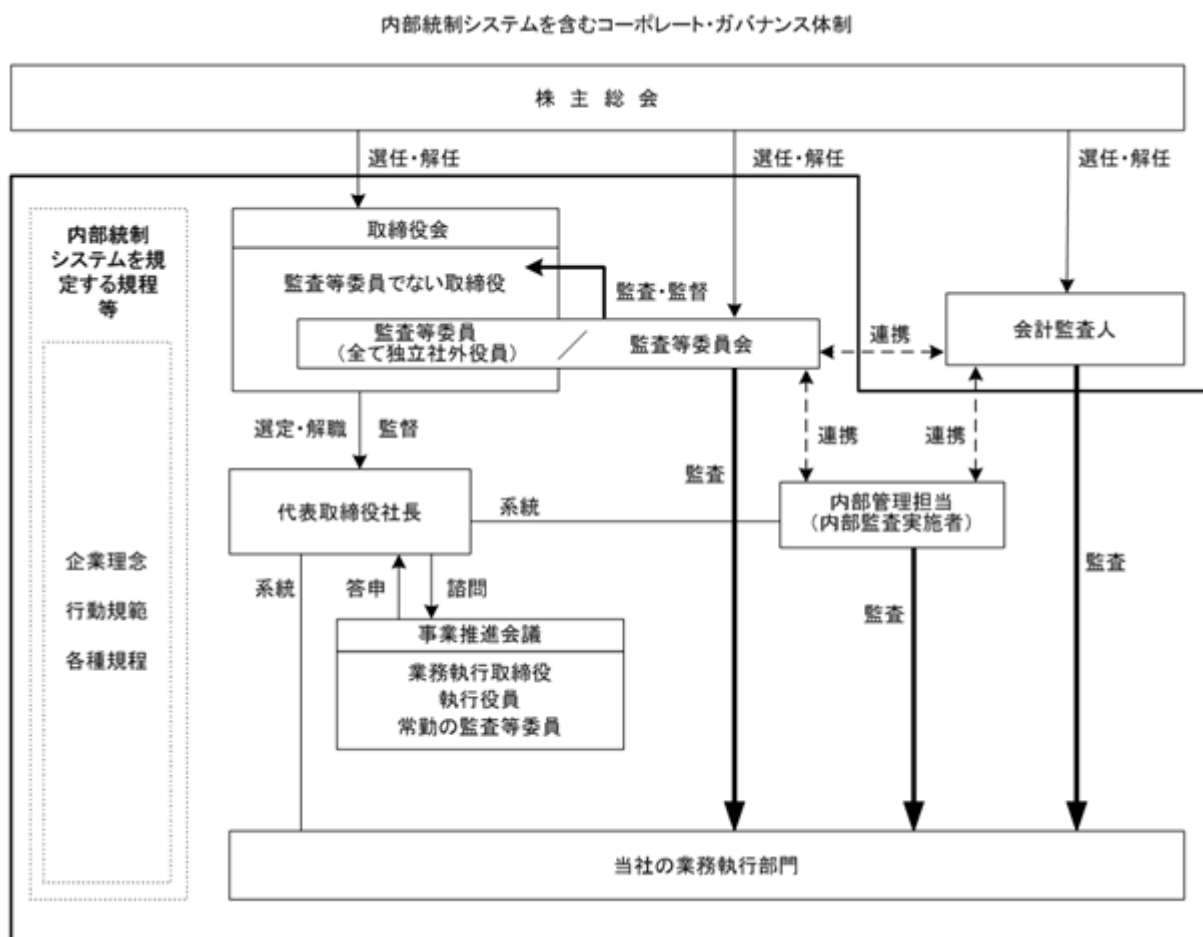 内部統制システムを含むコーポレート・ガバナンス体制
株 主 総 会
選任・解任
選任・解任
選任・解任
内部統制
システムを規
定する規程
等
企業理念
行動規範
各種規程
取締役会
監査等委員でない取締役
監査・監督
監査等委員
(全て独立社外役員)
／
監査等委員会
連携
会計監査人
選定・解職
監督
連携
連携
監査
代表取締役社長
系統
内部管理担当
(内部監査実施者)
系統
答申
諮問
監査
監査
事業推進会議
業務執行取締役
執行役員
常勤の監査等委員
当社の業務執行部門